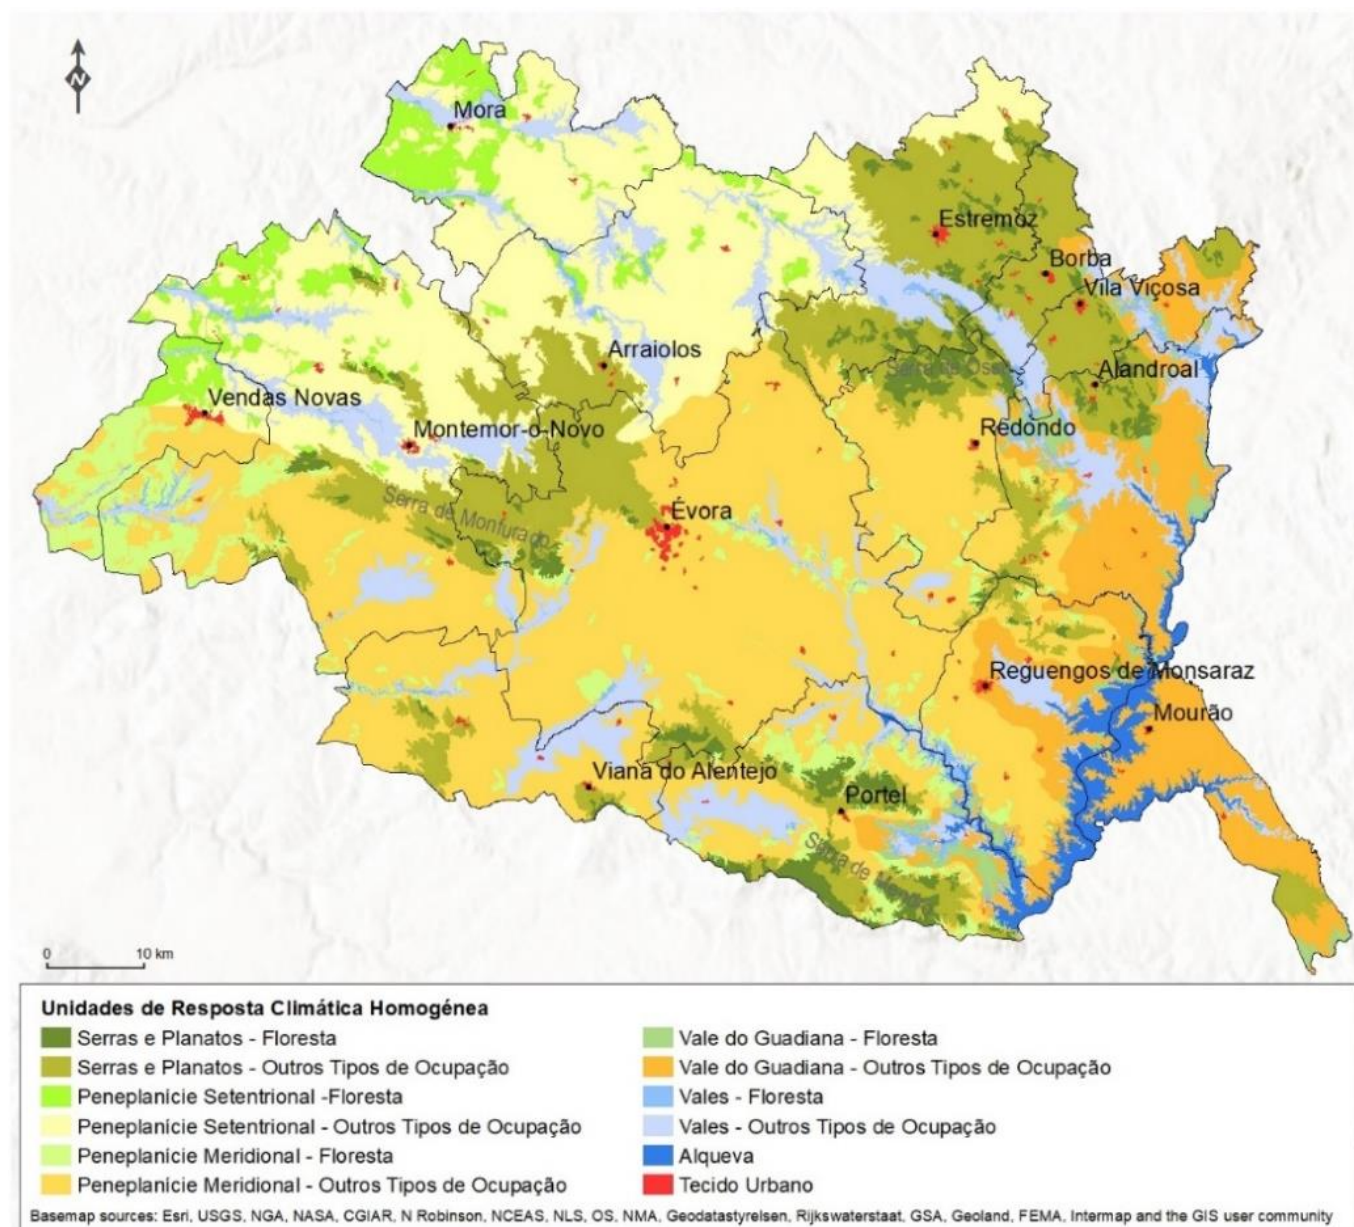 N
Mora
Estremoz
Borba
Vila Viçosa
Arraiolos
Serra de Ossa
Alandroal
Vendas Novas
Montemor-o-Novo
Redondo
Serra de Monfurado
Évora
Reguengos de Monsaraz
Mourão
Viana do Alentejo
Portel
Serra de
0 10 km
Unidades de Resposta Climática Homogénea
Serras e Planatos - Floresta
Serras e Planatos - Outros Tipos de Ocupação
Peneplanície Setentrional -Floresta
Peneplanície Setentrional - Outros Tipos de Ocupação
Peneplanície Meridional - Floresta
Peneplanície Meridional - Outros Tipos de Ocupação
Vale do Guadiana - Floresta
Vale do Guadiana - Outros Tipos de Ocupação
Vales - Floresta
Vales - Outros Tipos de Ocupação
Alqueva
Tecido Urbano
Basemap sources: Esri, USGS, NGA, NASA, CGIAR, N Robinson, NCEAS, NLS, OS, NMA, Geodatastyrelsen, Rijkswaterstaat, GSA, Geoland, FEMA, Intermap and the GIS user community